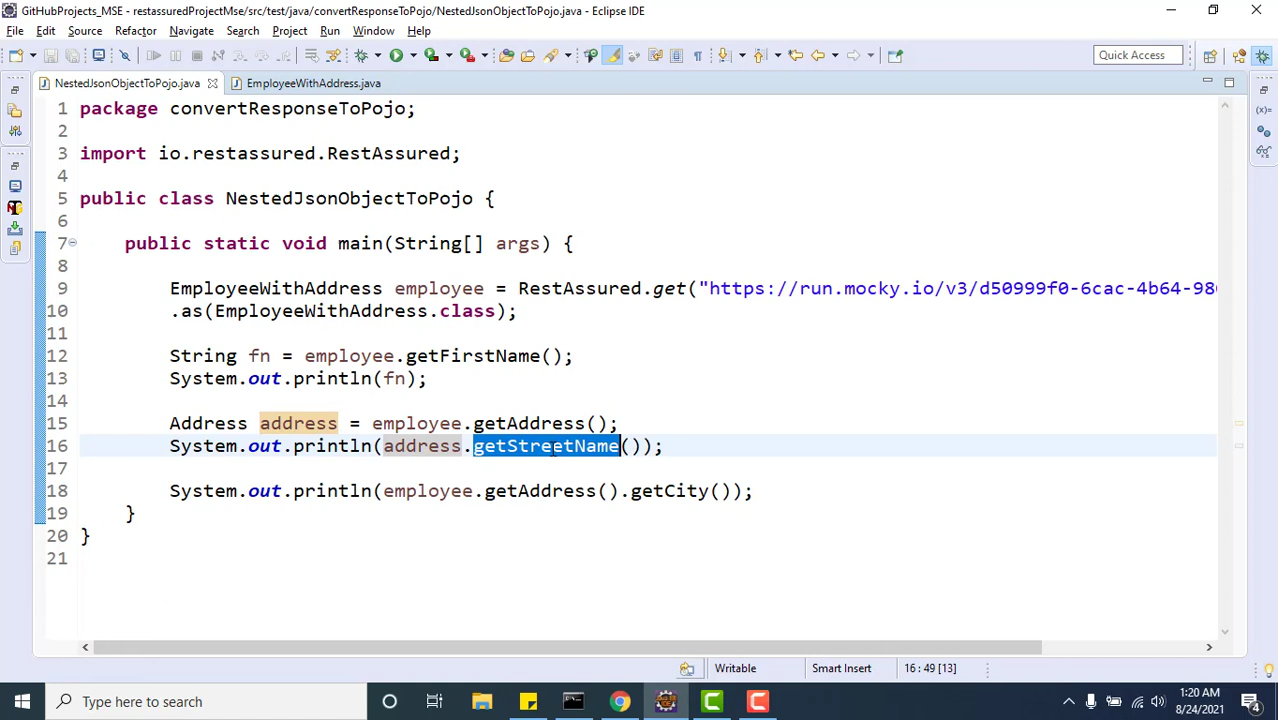 GitHubProjects_MSE - restassuredProjectMse/src/test/java/convertResponseToPojo/NestedJsonObjectToPojo.java - Eclipse IDE
File Edit Source Refactor Navigate Search Project Run Window Help
Quick Access
NestedJsonObjectToPojo.java EmployeeWithAddress.java
1 package convertResponseToPojo;
2
3 import io.restassured.RestAssured;
4
5 public class NestedJsonObjectToPojo {
6
7 public static void main(String[] args) {
8
9 EmployeeWithAddress employee = RestAssured.get("https://run.mocky.io/v3/d50999f0-6cac-4b64-98
10 .as(EmployeeWithAddress.class);
11
12 String fn = employee.getFirstName();
13 System.out.println(fn);
14
15 Address address = employee.getAddress();
16 System.out.println(address.getStreetName());
17
18 System.out.println(employee.getAddress().getCity());
19 }
20 }
21
Writable Smart Insert 16 : 49 [13]
Type here to search
1:20 AM
8/24/2021
4